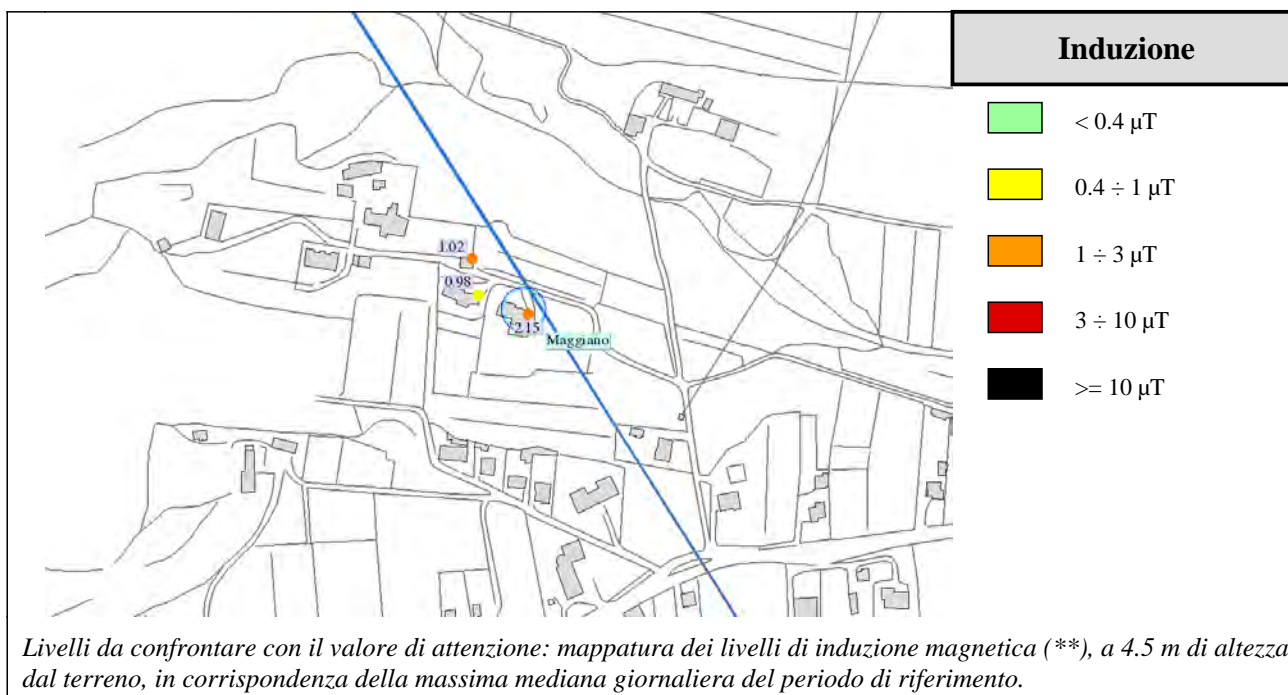 Induzione
< 0.4 µT
0.4 ÷ 1 µT
1 ÷ 3 µT
3 ÷ 10 µT
>= 10 µT
1.02
0.98
2.15
Maggiano
Livelli da confrontare con il valore di attenzione: mappatura dei livelli di induzione magnetica (**), a 4.5 m di altezza
dal terreno, in corrispondenza della massima mediana giornaliera del periodo di riferimento.